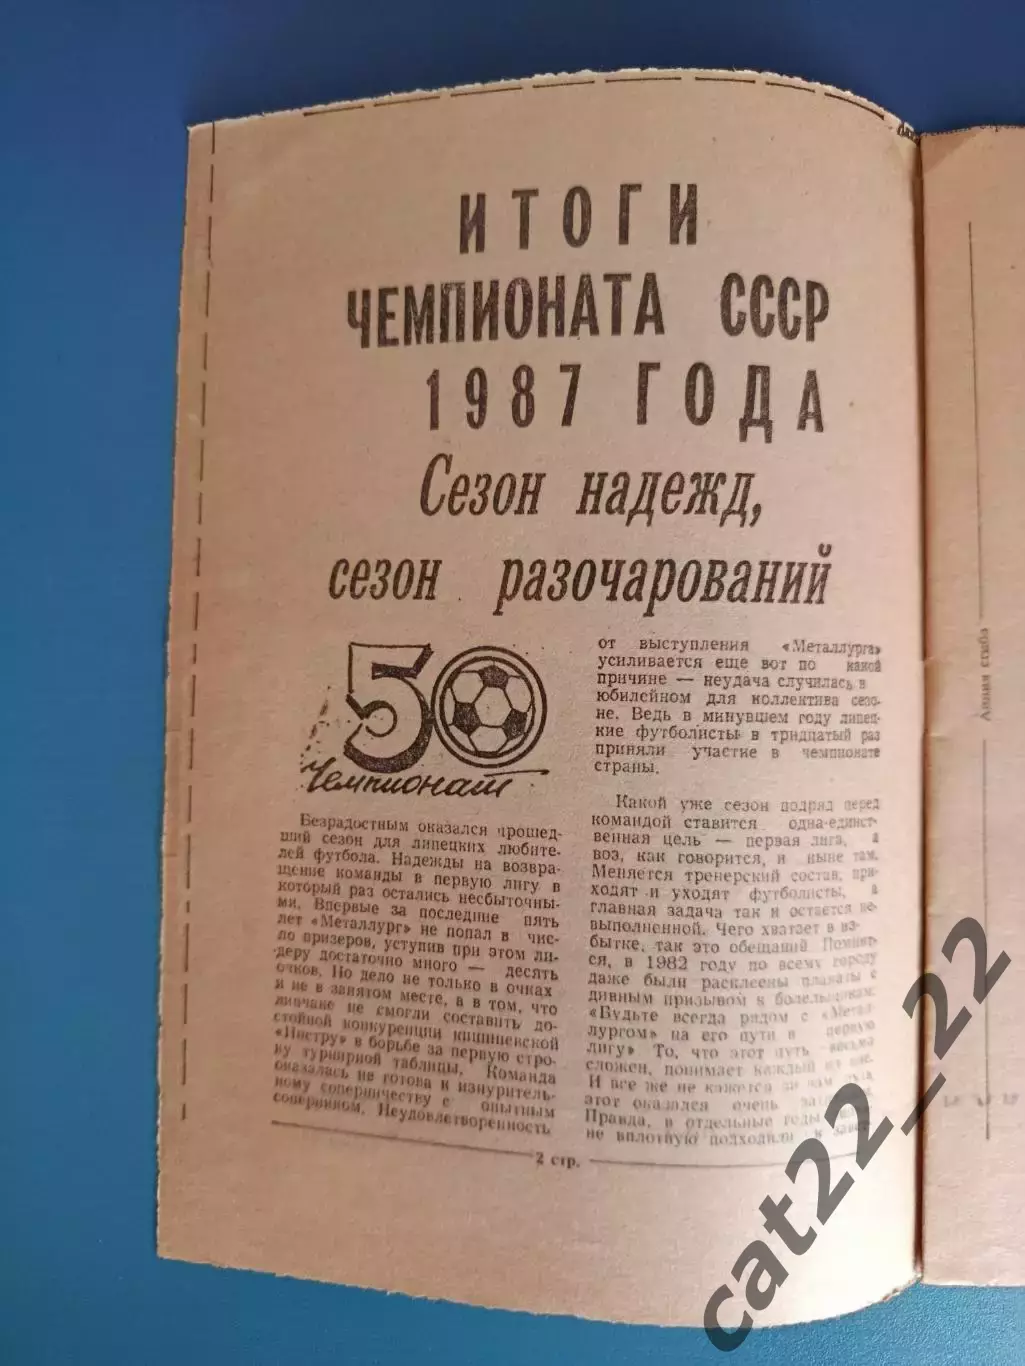 ИТОГИ
ЧЕМПИОНАТА СССР
1987 ГОДА
Сезон надежд,
сезон разочарований
50
Чемпионат
Безрадостным оказался прошед-
ший сезон для липецких любите-
лей футбола. Надежды на возвра-
щение команды в первую лигу в
который раз остались несбыточны-
ми. Впервые за последние пять
лет «Металлург» не попал в чис-
ло призеров, уступив при этом ли-
деру достаточно много — десять
очков. Но дело не только в очках
и не в занятом месте, а в том, что
липчане не смогли составить до-
стойной конкуренции кишиневской
«Нистру» в борьбе за первую стро-
ку турнирной таблицы. Команда
оказалась не готова и изнуритель-
ному соперничеству с опытным
соперником. Неудовлетворенность
от выступления «Металлурга»
усиливается еще вот по какой
причине — неудача случилась в
юбилейном для коллектива сезо-
не. Ведь в минувшем году липец-
кие футболисты в тридцатый раз
приняли участие в чемпионате
страны.
Какой уже сезон подряд перед
командой ставится одна-единст-
венная цель — первая лига, а
воз, как говорится, и ныне там.
Меняется тренерский состав, при-
ходят и уходят футболисты, а
главная задача так и остается не-
выполненной. Чего хватает в из-
бытке, так это обещаний. Помнит-
ся, в 1982 году по всему городу
даже были расклеены плакаты с
дивным призывом к болельщикам:
«Будьте всегда рядом с «Метал-
лургом» на его пути в первую
лигу» То, что этот путь весьма
сложен, понимает каждый из
И все же не кажется ли вам, что
этот оказался очень
Правда, в отдельные годы
не вплотную подходили
2 стр.
Линия сгиба
cat22_22